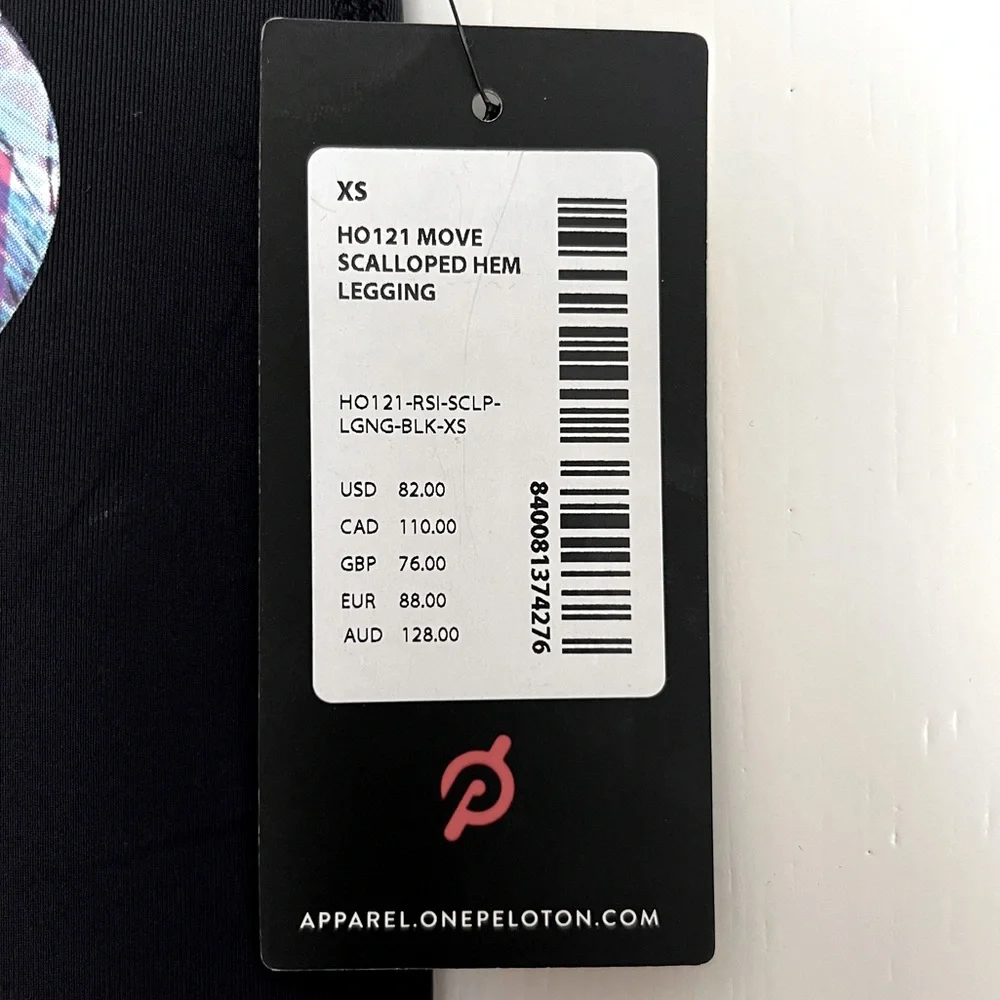 XS
HO121 MOVE
SCALLOPED HEM
LEGGING
HO121-RSI-SCLP-
LGNG-BLK-XS
USD 82.00
CAD 110.00
GBP 76.00
EUR 88.00
AUD 128.00
840081374276
APPAREL.ONEPELOTON.COM